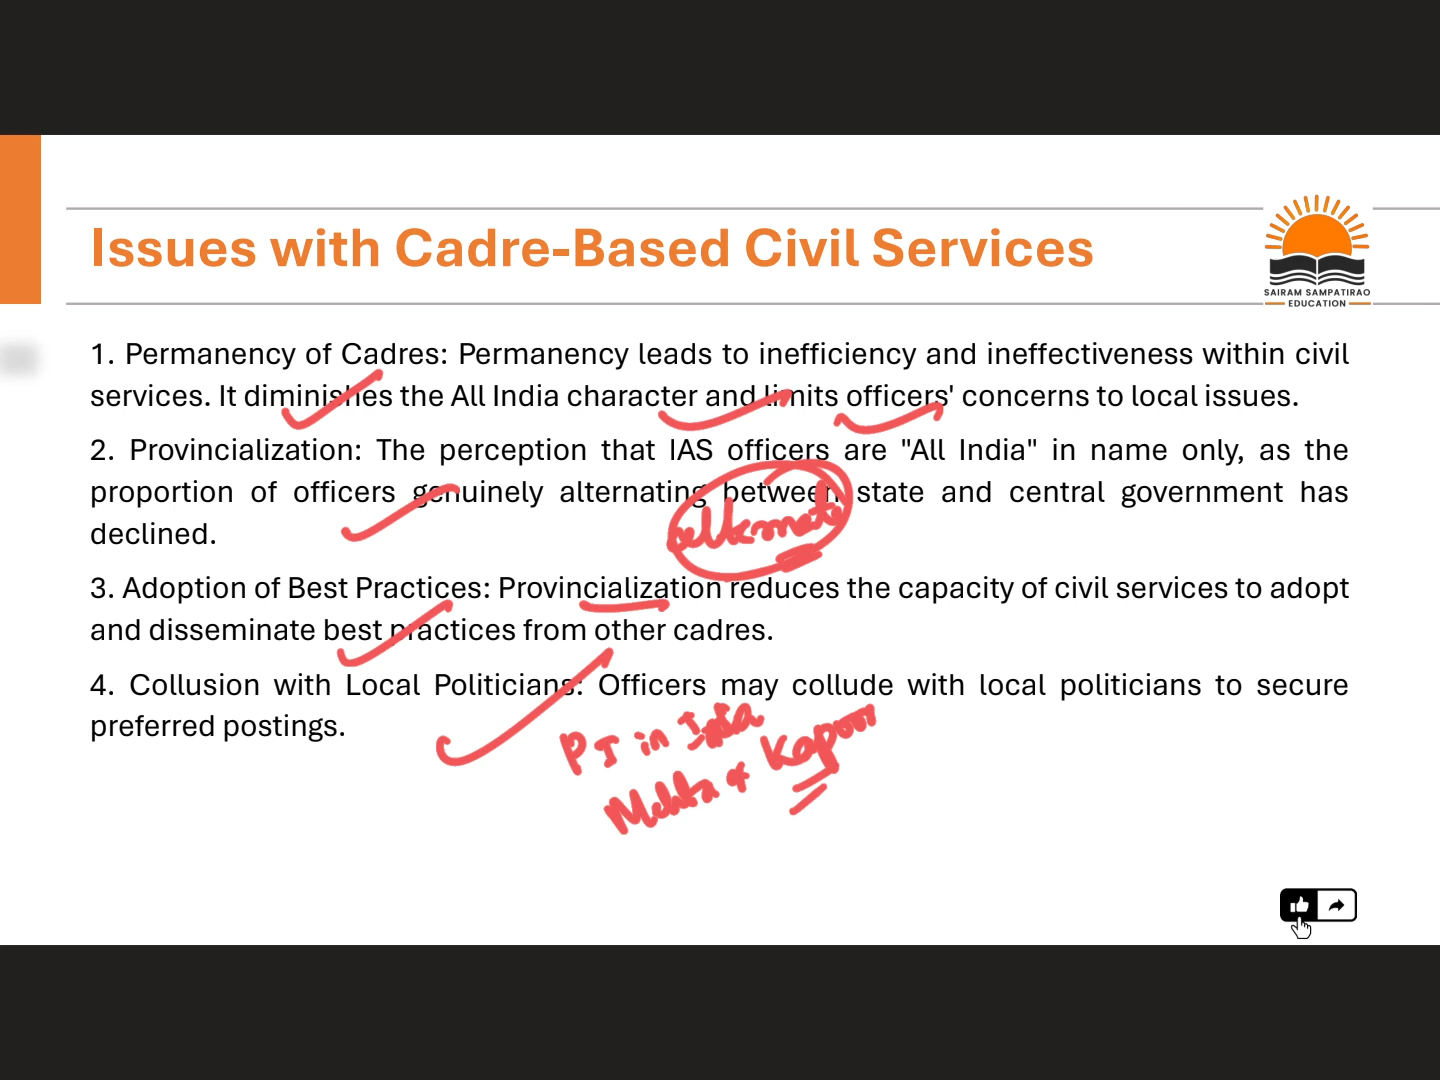 Issues with Cadre-Based Civil Services
SAIRAM SAMPATIRAO
EDUCATION
1. Permanency of Cadres: Permanency leads to inefficiency and ineffectiveness within civil
services. It diminishes the All India character and limits officers' concerns to local issues.
2. Provincialization: The perception that IAS officers are "All India" in name only, as the
proportion of officers genuinely alternating between state and central government has
declined.
3. Adoption of Best Practices: Provincialization reduces the capacity of civil services to adopt
and disseminate best practices from other cadres.
4. Collusion with Local Politicians: Officers may collude with local politicians to secure
preferred postings.
PI in India
Mehta & Kapoor